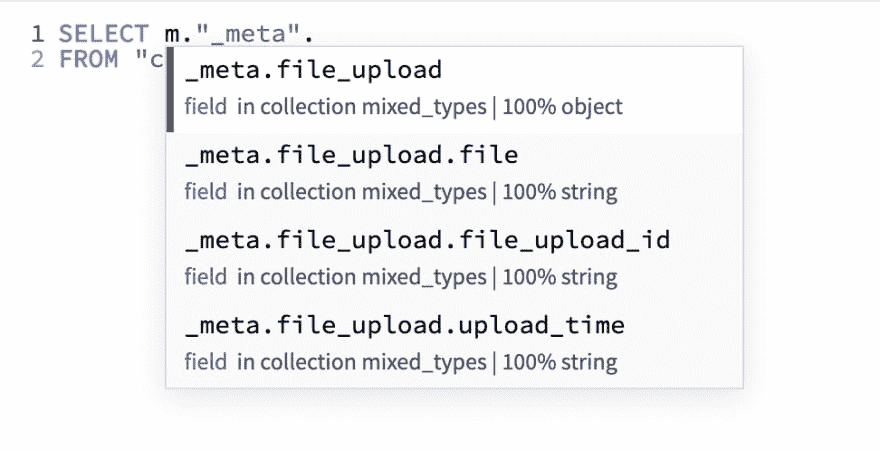 1 SELECT m."_meta".
2 FROM "c
_meta.file_upload
field in collection mixed_types | 100% object
_meta.file_upload.file
field in collection mixed_types | 100% string
_meta.file_upload.file_upload_id
field in collection mixed_types | 100% string
_meta.file_upload.upload_time
field in collection mixed_types | 100% string